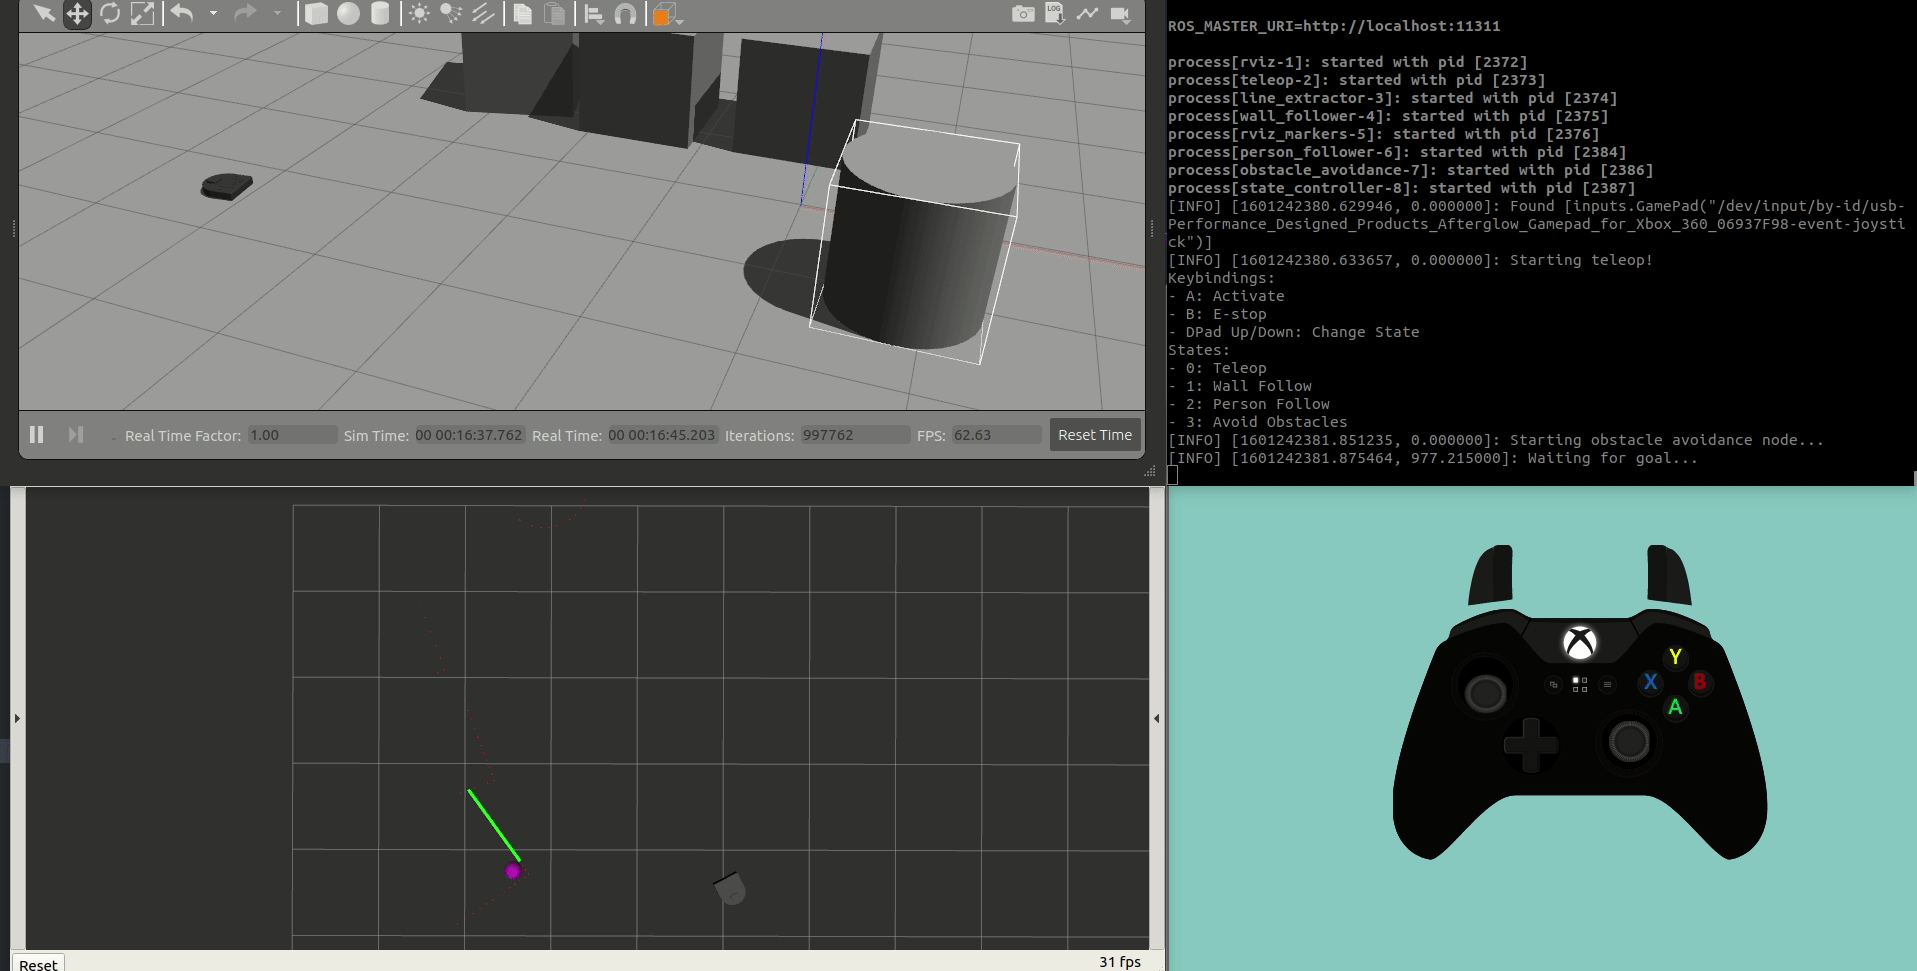 Real Time Factor: 1.00 Sim Time: 00 00:16:37.762 Real Time: 00 00:16:45.203 Iterations: 997762 FPS: 62.63 Reset Time
LOG
ROS_MASTER_URI=http://localhost:11311
process[rviz-1]: started with pid [2372]
process[teleop-2]: started with pid [2373]
process[line_extractor-3]: started with pid [2374]
process[wall_follower-4]: started with pid [2375]
process[rviz_markers-5]: started with pid [2376]
process[person_follower-6]: started with pid [2384]
process[obstacle_avoidance-7]: started with pid [2386]
process[state_controller-8]: started with pid [2387]
[INFO] [1601242380.629946, 0.000000]: Found [inputs.GamePad("/dev/input/by-id/usb-
Performance_Designed_Products_Afterglow_Gamepad_for_Xbox_360_06937F98-event-joysti
ck")]
[INFO] [1601242380.633657, 0.000000]: Starting teleop!
Keybindings:
- A: Activate
- B: E-stop
- DPad Up/Down: Change State
States:
- 0: Teleop
- 1: Wall Follow
- 2: Person Follow
- 3: Avoid Obstacles
[INFO] [1601242381.851235, 0.000000]: Starting obstacle avoidance node...
[INFO] [1601242381.875464, 977.215000]: Waiting for goal...
Reset
31 fps
Y
X B
A